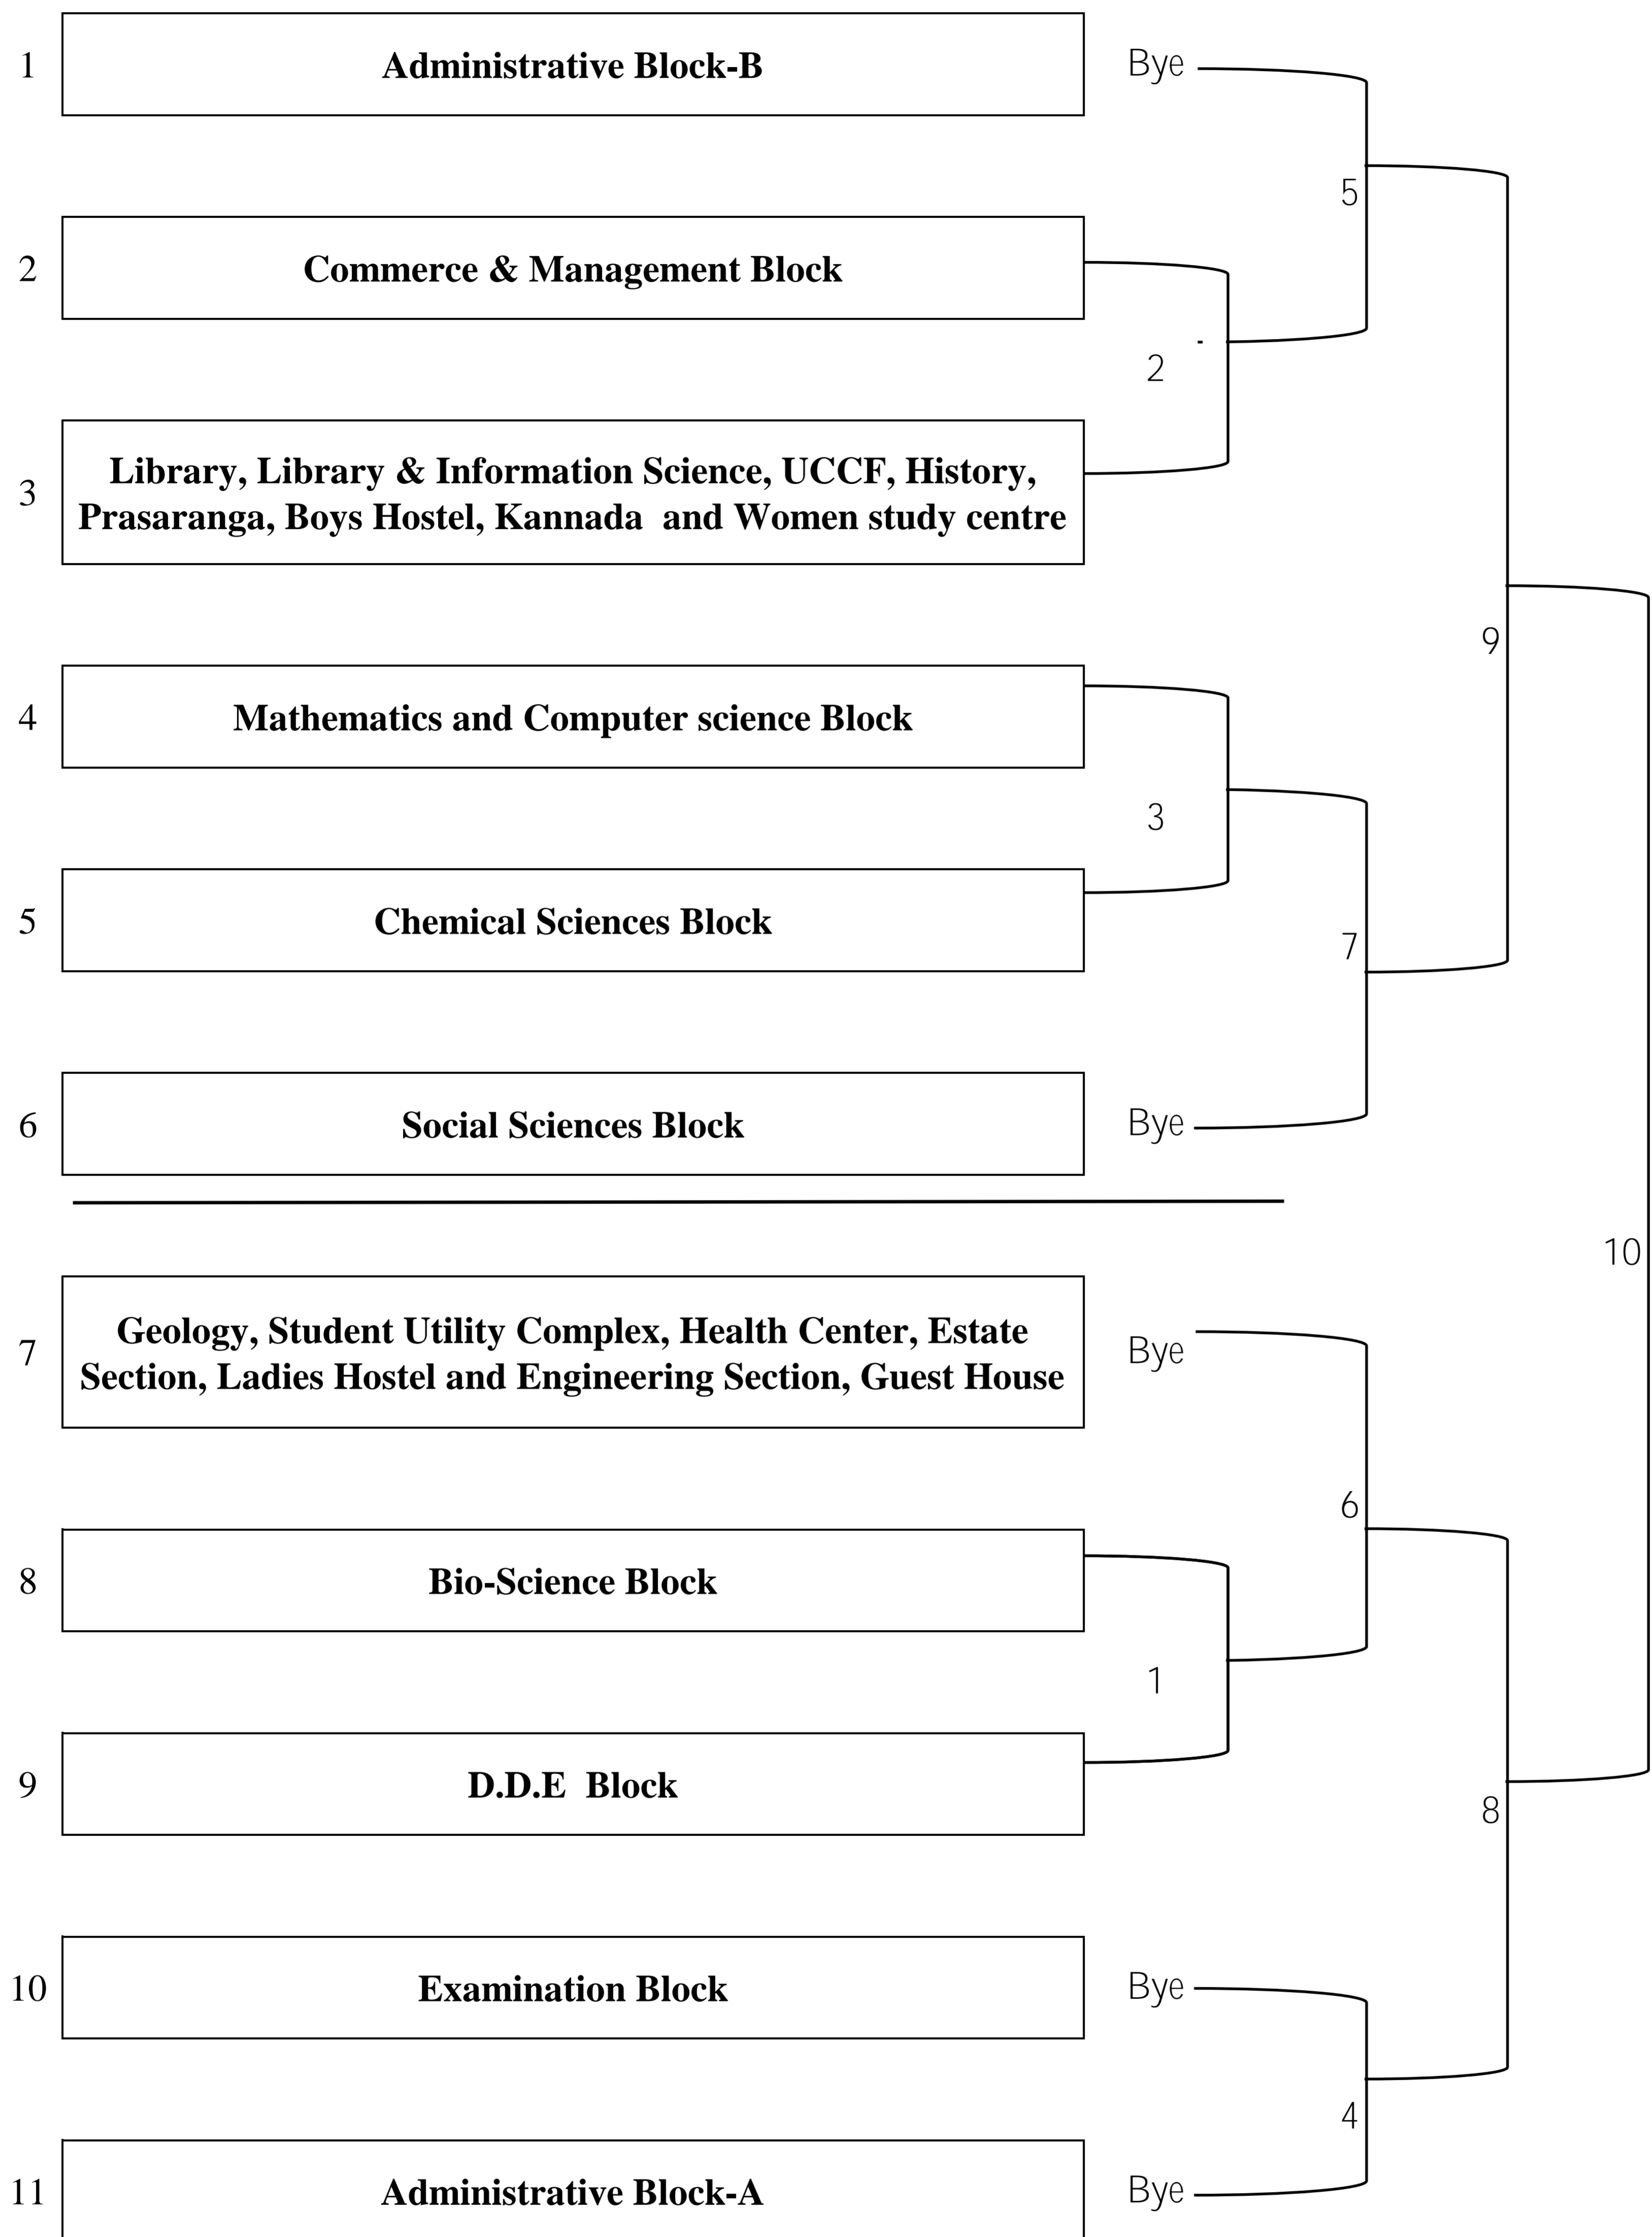 1 Administrative Block-B Bye
5
2 Commerce & Management Block
2
3 Library, Library & Information Science, UCCF, History,
Prasaranga, Boys Hostel, Kannada  and Women study centre
9
4 Mathematics and Computer science Block
3
5 Chemical Sciences Block
7
6 Social Sciences Block Bye
10
7 Geology, Student Utility Complex, Health Center, Estate
Section, Ladies Hostel and Engineering Section, Guest House
Bye
6
8 Bio-Science Block
1
9 D.D.E  Block
8
10 Examination Block Bye
4
11 Administrative Block-A Bye